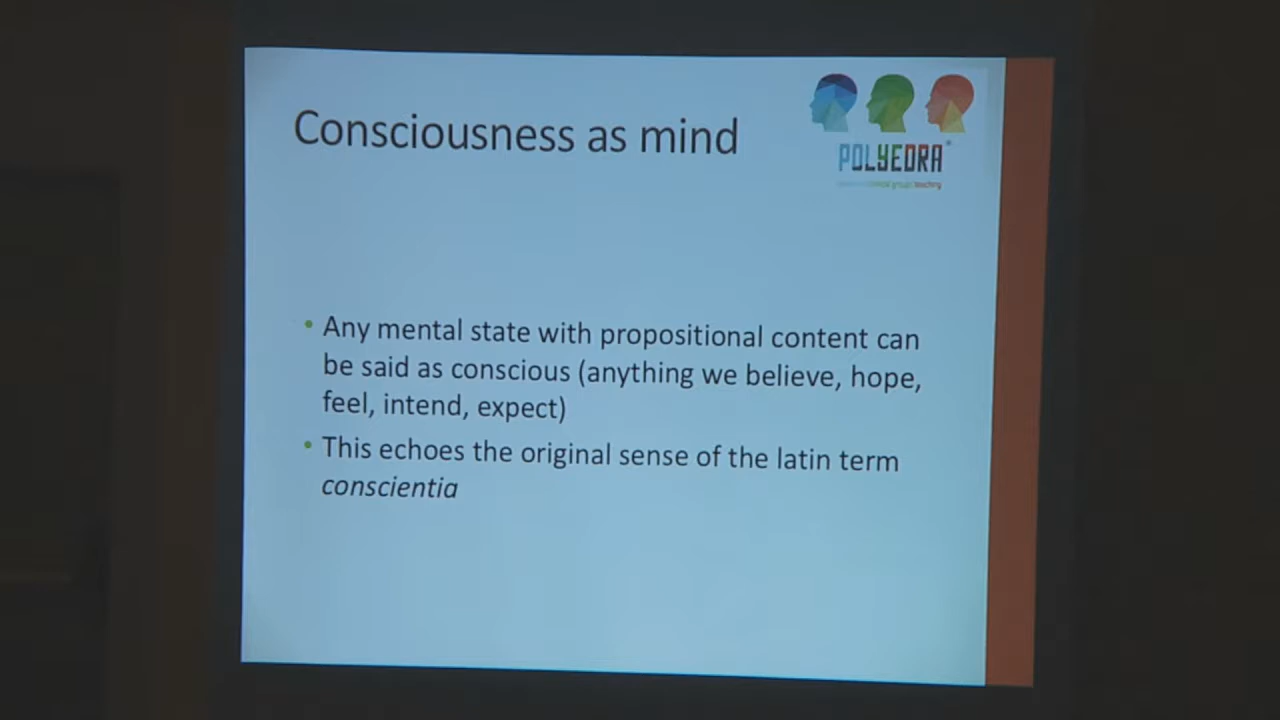 Consciousness as mind
POLYEDRA
teaching
• Any mental state with propositional content can
be said as conscious (anything we believe, hope,
feel, intend, expect)
• This echoes the original sense of the latin term
conscientia